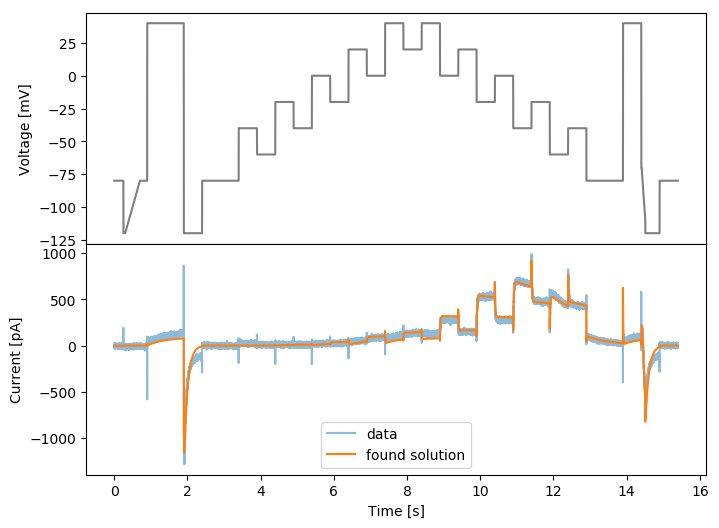 25
0
−25
−50
−75
−100
−125
Voltage [mV]
1000
500
0
−500
−1000
Current [pA]
data
found solution
0 2 4 6 8 10 12 14 16
Time [s]